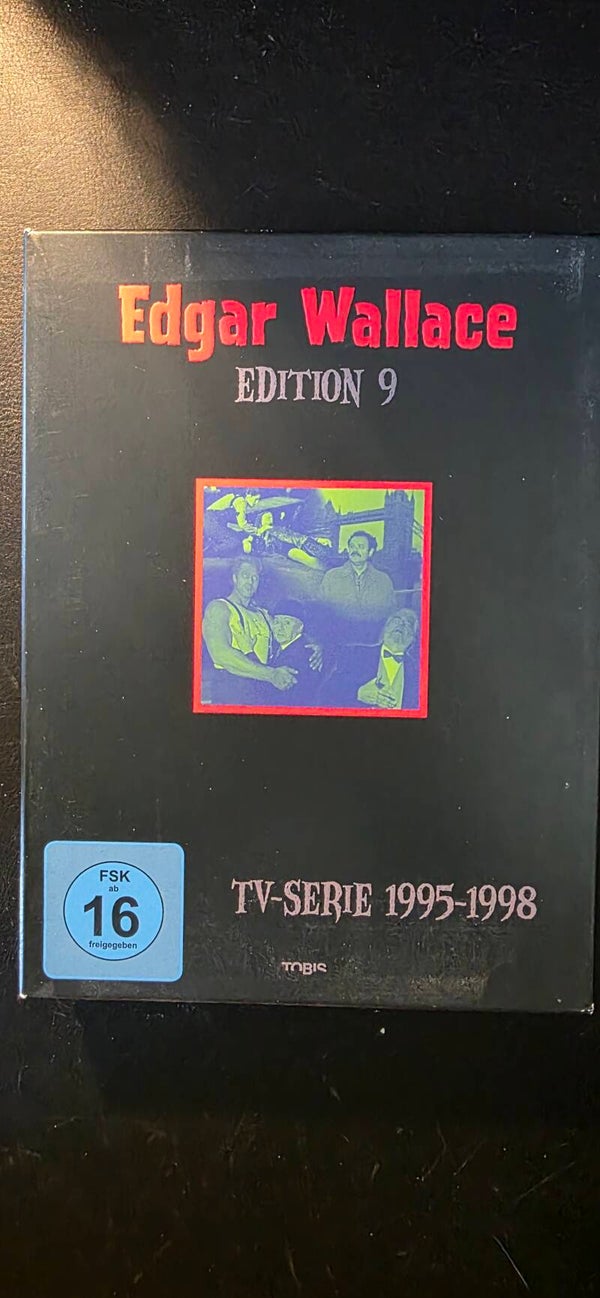 Edgar Wallace
EDITION 9
FSK
ab
16
freigegeben
TV-SERIE 1995-1998
TOBIS